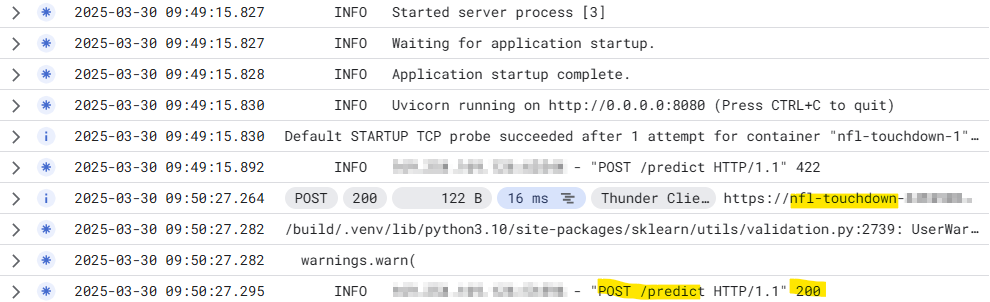 2025-03-30 09:49:15.827 INFO Started server process [3]
2025-03-30 09:49:15.827 INFO Waiting for application startup.
2025-03-30 09:49:15.828 INFO Application startup complete.
2025-03-30 09:49:15.830 INFO Uvicorn running on http://0.0.0.0:8080 (Press CTRL+C to quit)
2025-03-30 09:49:15.830 Default STARTUP TCP probe succeeded after 1 attempt for container "nfl-touchdown-1"…
2025-03-30 09:49:15.892 INFO - "POST /predict HTTP/1.1" 422
2025-03-30 09:50:27.264 POST 200 122 B 16 ms Thunder Clie… https://nfl-touchdown-
2025-03-30 09:50:27.282 /build/.venv/lib/python3.10/site-packages/sklearn/utils/validation.py:2739: UserWar…
2025-03-30 09:50:27.282 warnings.warn(
2025-03-30 09:50:27.295 INFO - "POST /predict HTTP/1.1" 200